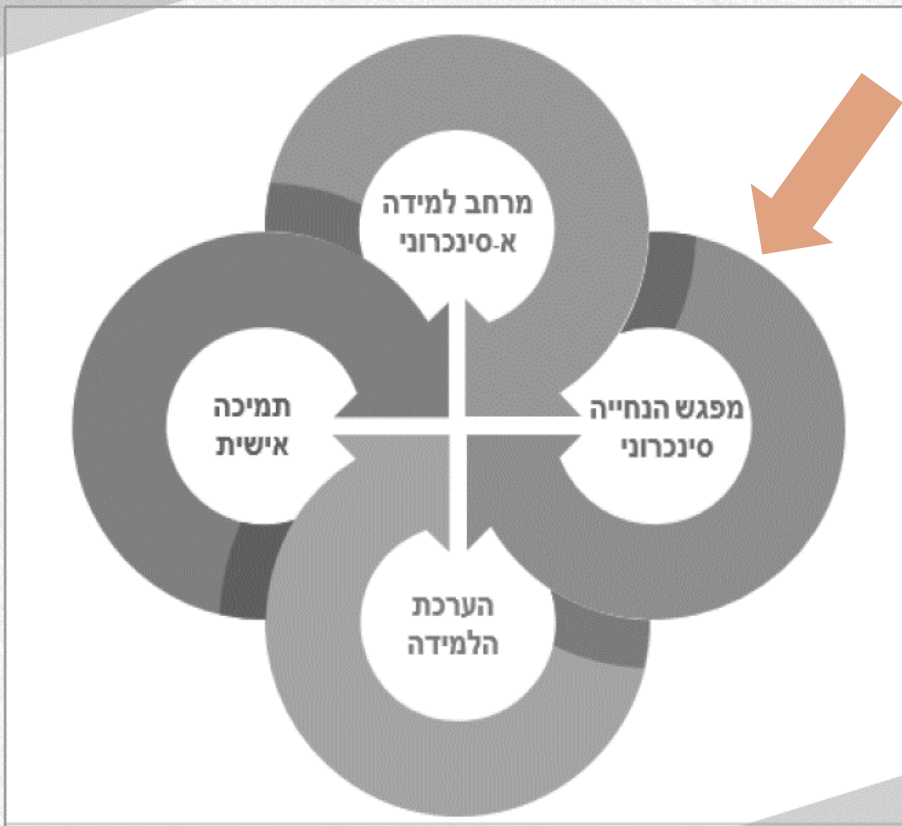 מרחב למידה
א-סינכרוני
מפגש הנחייה
סינכרוני
תמיכה
אישית
הערכת
הלמידה